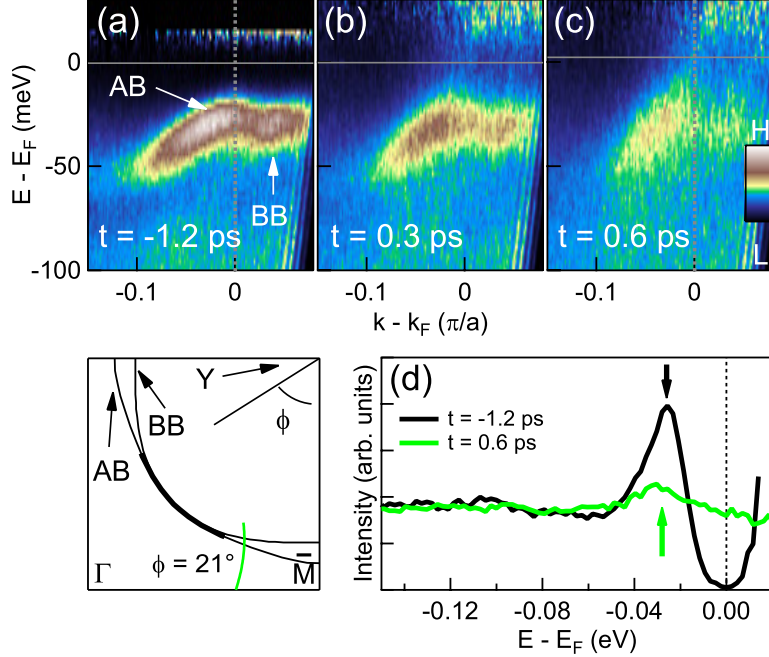 (a)
(b)
(c)
0
-50
-100
E - E_F (meV)
AB
BB
t = -1.2 ps
t = 0.3 ps
t = 0.6 ps
H
L
-0.1
0
-0.1
0
-0.1
0
k - k_F (π/a)
Y
ϕ
BB
AB
ϕ = 21°
Γ
M̅
(d)
t = -1.2 ps
t = 0.6 ps
Intensity (arb. units)
-0.12
-0.08
-0.04
0.00
E - E_F (eV)